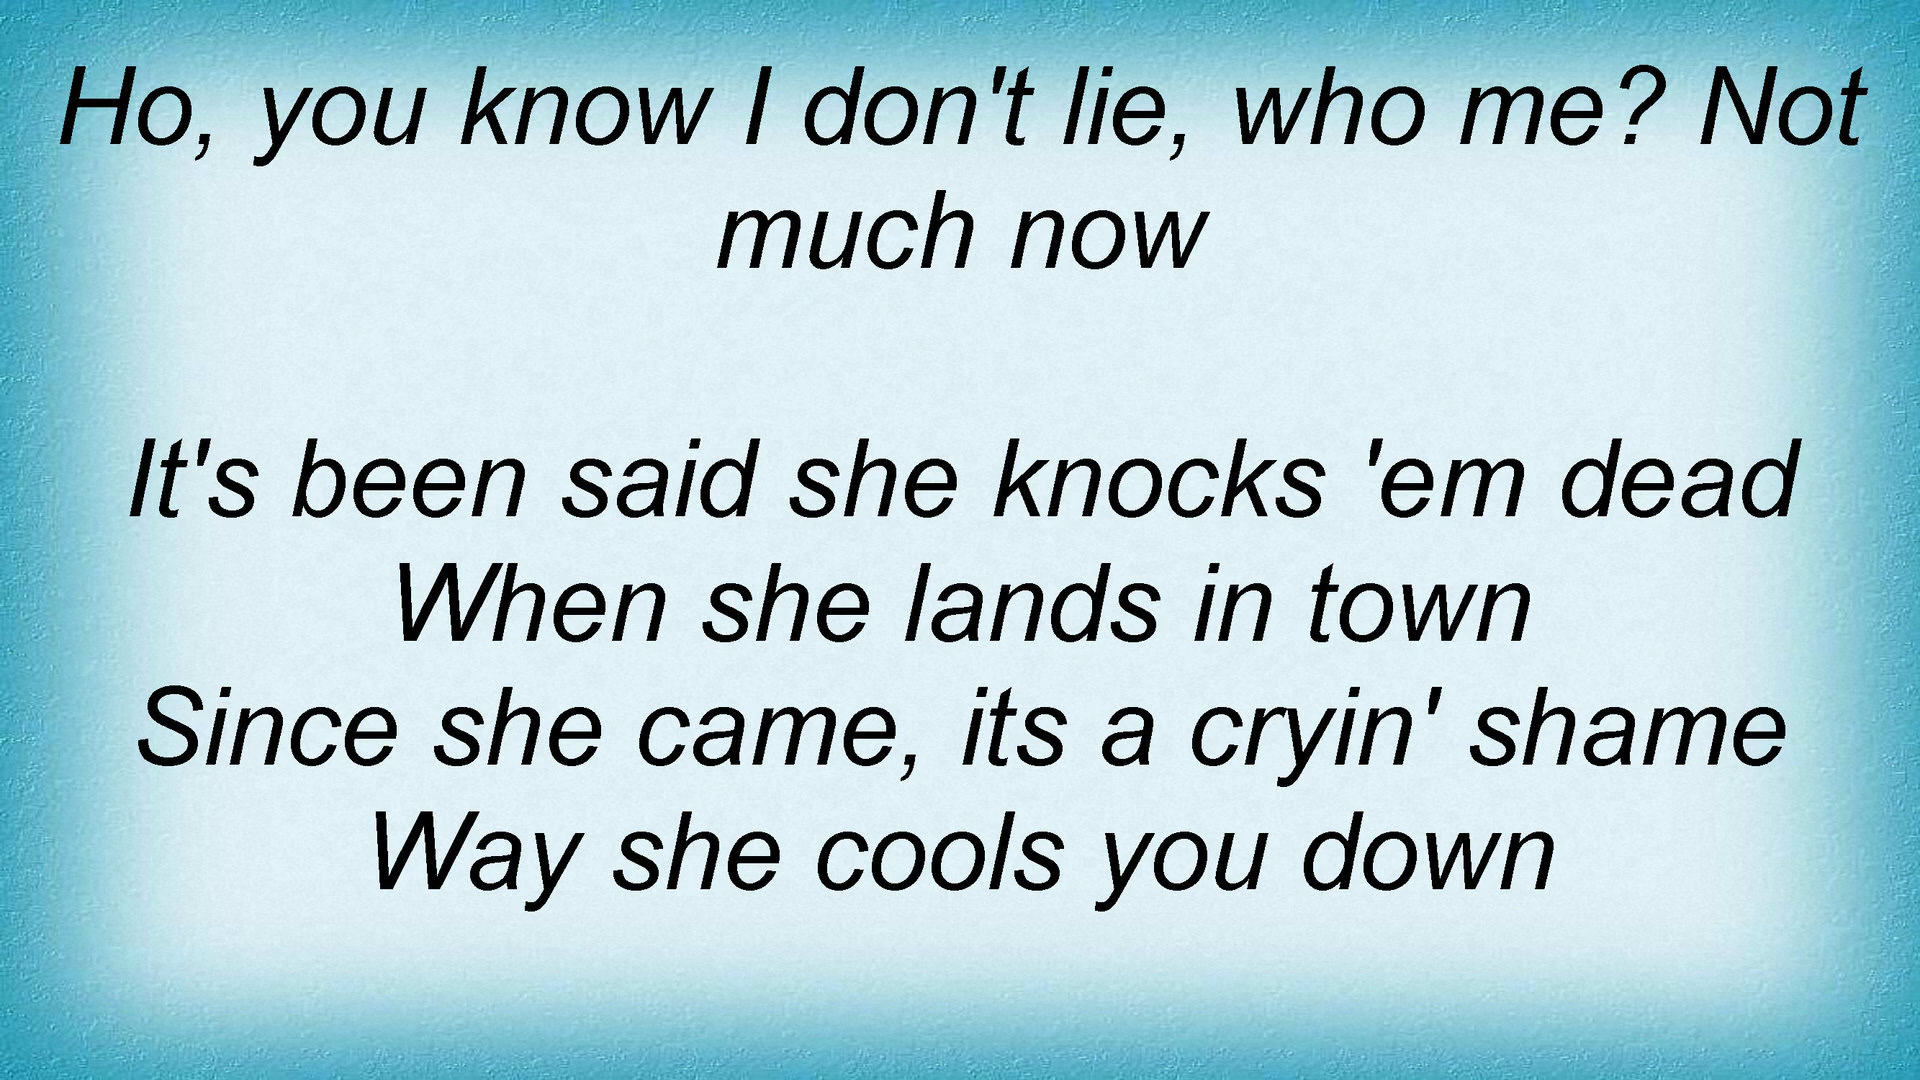 Ho, you know I don't lie, who me? Not
much now
It's been said she knocks 'em dead
When she lands in town
Since she came, its a cryin' shame
Way she cools you down